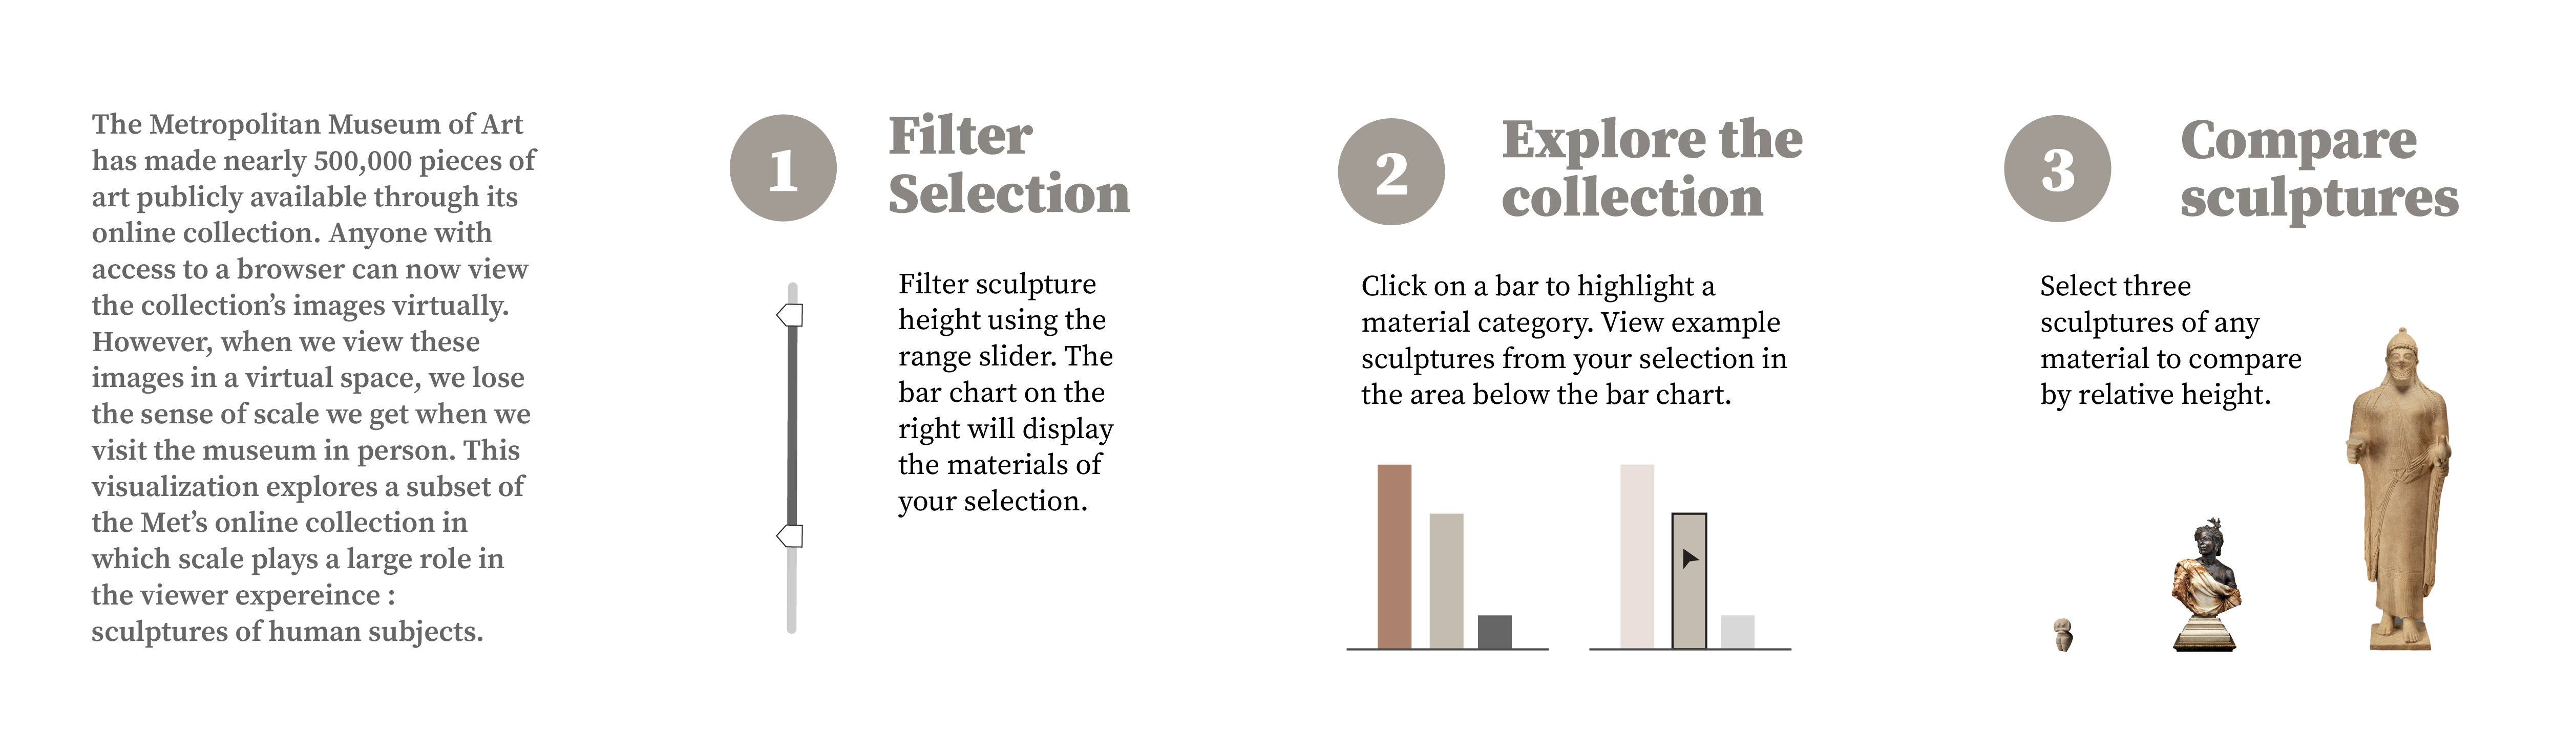 The Metropolitan Museum of Art
has made nearly 500,000 pieces of
art publicly available through its
online collection. Anyone with
access to a browser can now view
the collection’s images virtually.
However, when we view these
images in a virtual space, we lose
the sense of scale we get when we
visit the museum in person. This
visualization explores a subset of
the Met’s online collection in
which scale plays a large role in
the viewer expereince :
sculptures of human subjects.
1
Filter
Selection
Filter sculpture
height using the
range slider. The
bar chart on the
right will display
the materials of
your selection.
2
Explore the
collection
Click on a bar to highlight a
material category. View example
sculptures from your selection in
the area below the bar chart.
3
Compare
sculptures
Select three
sculptures of any
material to compare
by relative height.